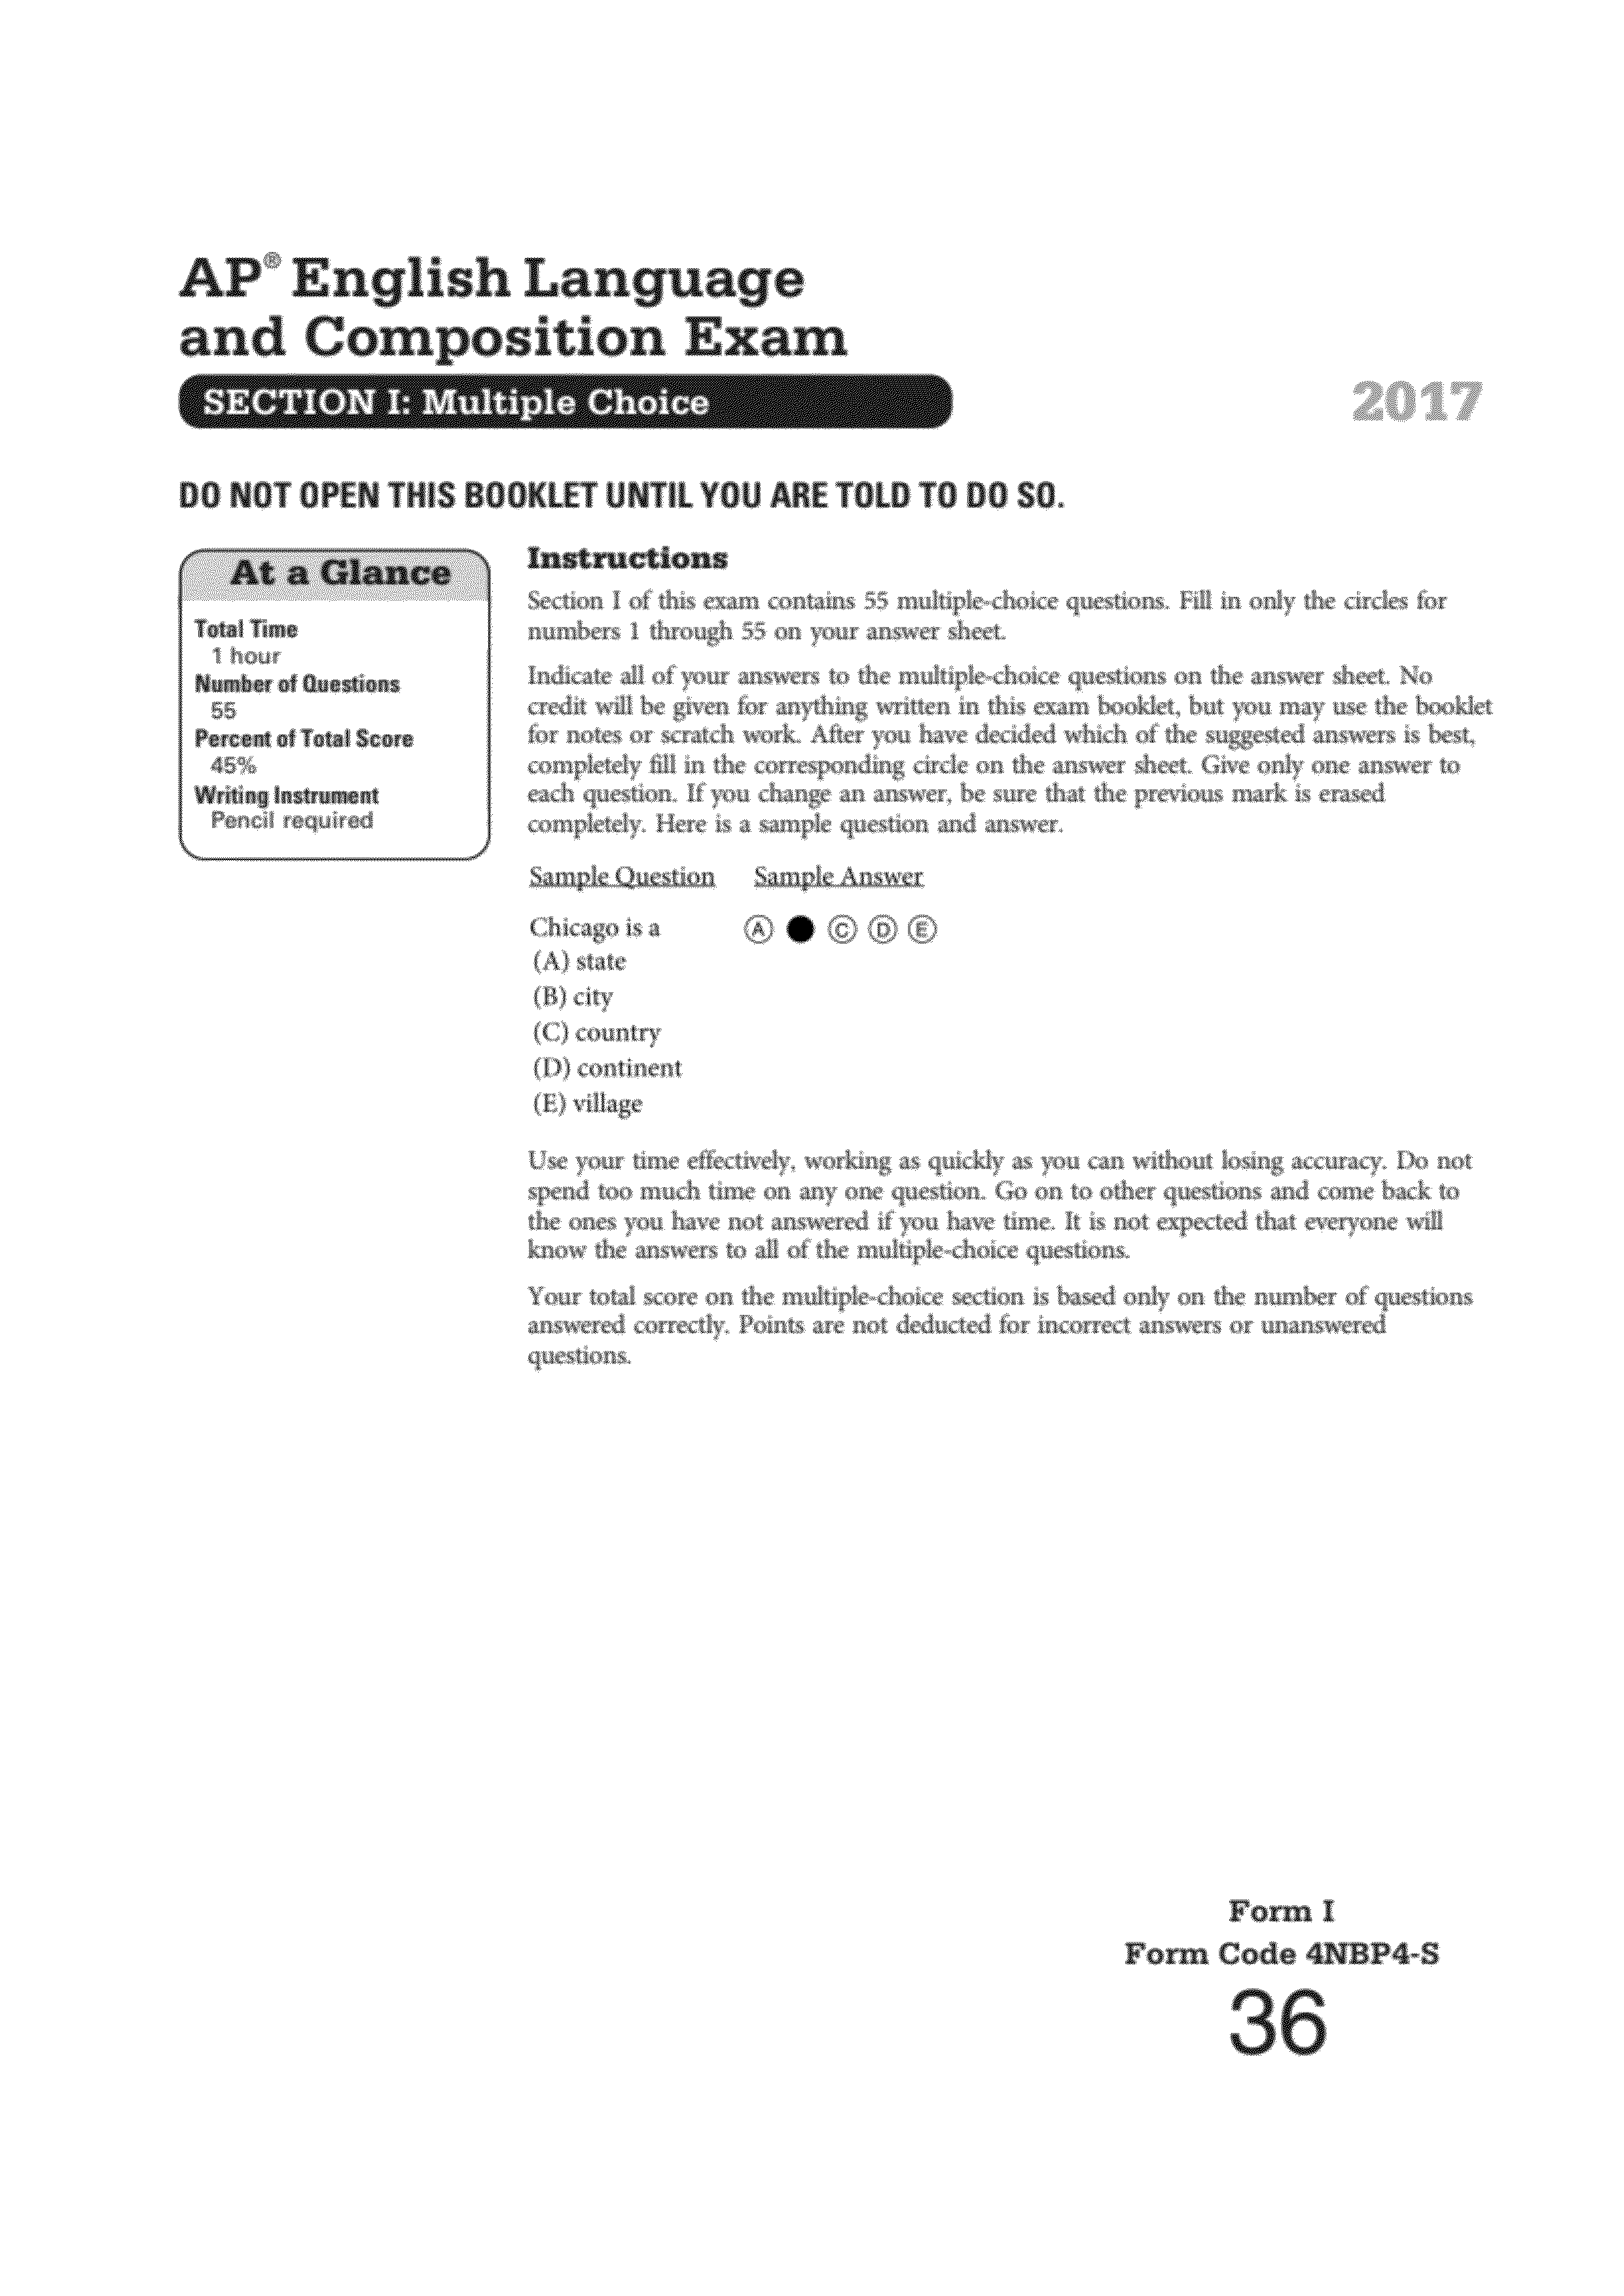 AP® English Language
and Composition Exam
SECTION I: Multiple Choice
2017
DO NOT OPEN THIS BOOKLET UNTIL YOU ARE TOLD TO DO SO.
At a Glance
Total Time
1 hour
Number of Questions
55
Percent of Total Score
45%
Writing Instrument
Pencil required
Instructions
Section I of this exam contains 55 multiple-choice questions. Fill in only the circles for
numbers 1 through 55 on your answer sheet.
Indicate all of your answers to the multiple-choice questions on the answer sheet. No
credit will be given for anything written in this exam booklet, but you may use the booklet
for notes or scratch work. After you have decided which of the suggested answers is best,
completely fill in the corresponding circle on the answer sheet. Give only one answer to
each question. If you change an answer, be sure that the previous mark is erased
completely. Here is a sample question and answer.
Sample Question Sample Answer
Chicago is a A C D E
(A) state
(B) city
(C) country
(D) continent
(E) village
Use your time effectively, working as quickly as you can without losing accuracy. Do not
spend too much time on any one question. Go on to other questions and come back to
the ones you have not answered if you have time. It is not expected that everyone will
know the answers to all of the multiple-choice questions.
Your total score on the multiple-choice section is based only on the number of questions
answered correctly. Points are not deducted for incorrect answers or unanswered
questions.
Form I
Form Code 4NBP4-S
36